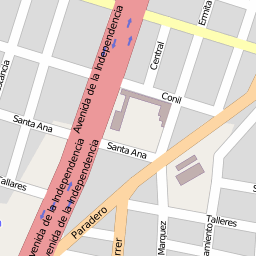 Ermita
Central
Avenida de la Independencia
Conil
Santa Ana
Santa Ana
Talleres
Avenida de la Independencia
Avenida de la Independencia
Paradero
Talleres
Marquez